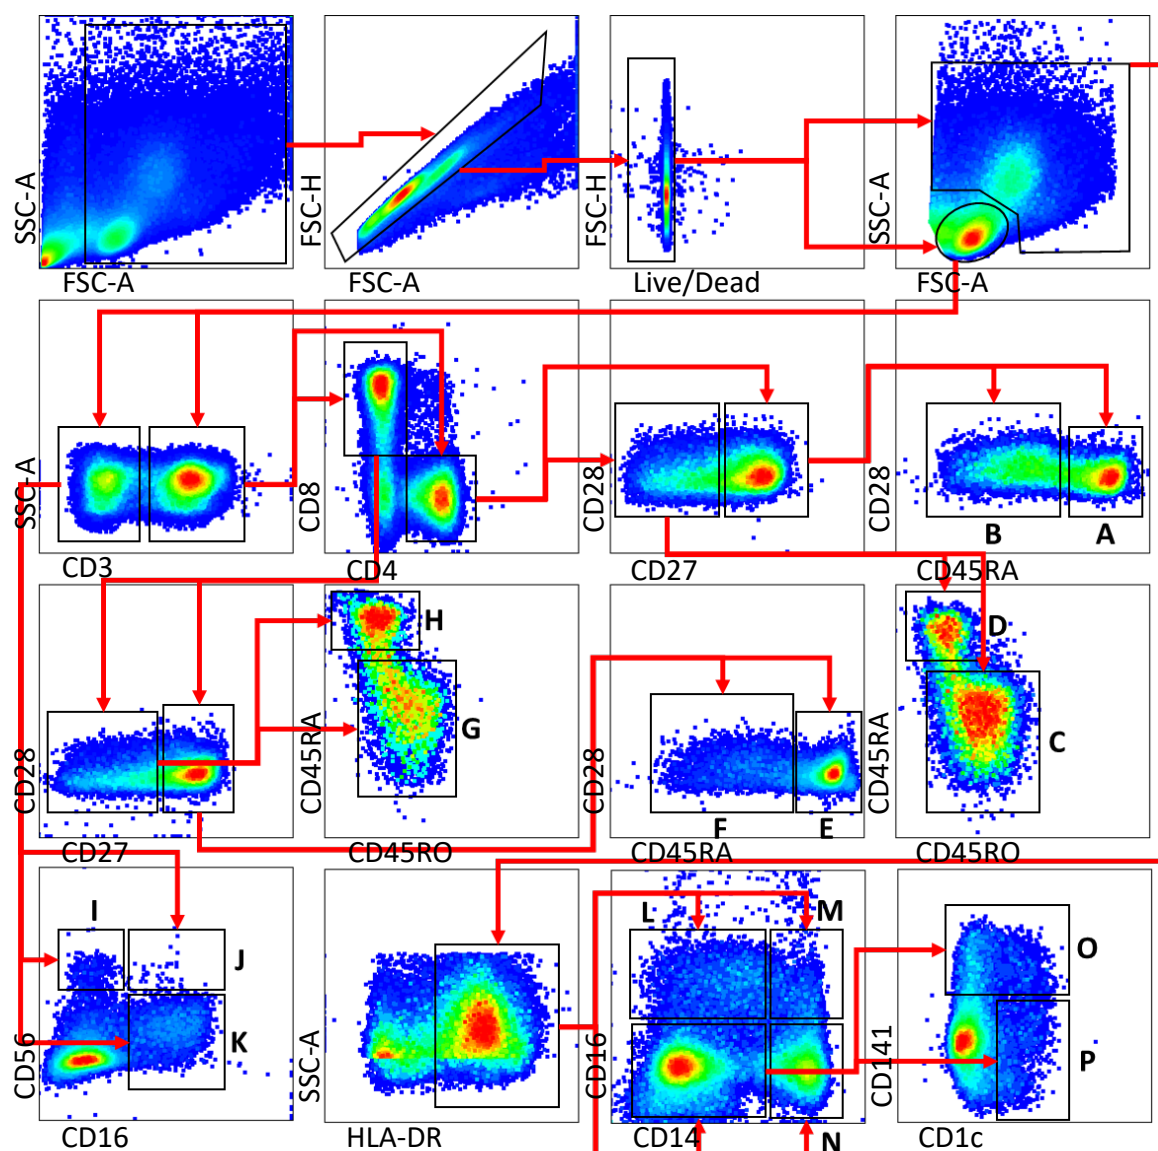 SSC-A
FSC-A
FSC-H
FSC-A
FSC-H
Live/Dead
SSC-A
FSC-A
SSC-A
CD3
CD8
CD4
CD28
CD27
CD28
B
A
CD45RA
CD28
CD27
CD45RA
H
G
CD45RO
CD28
F
E
CD45RA
CD45RA
D
C
CD45RO
CD56
I
J
K
CD16
SSC-A
HLA-DR
CD16
L
M
CD14
N
CD141
O
P
CD1c